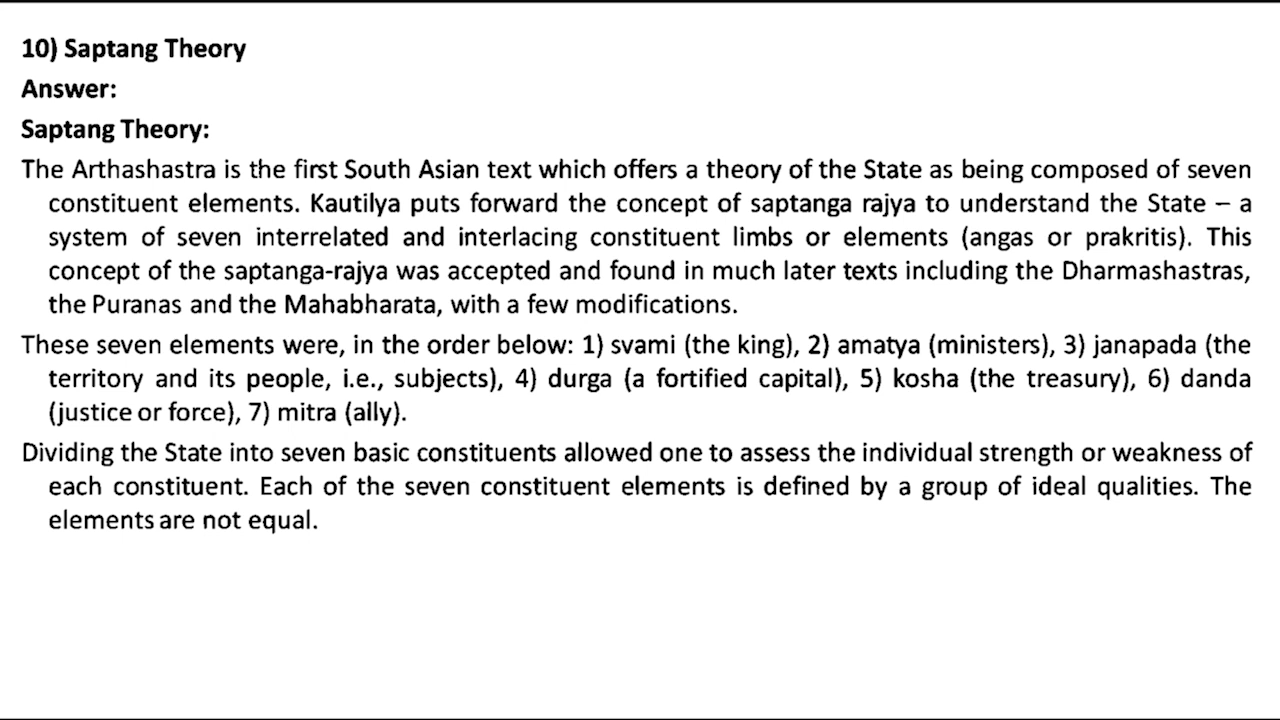 10) Saptang Theory
Answer:
Saptang Theory:
The Arthashastra is the first South Asian text which offers a theory of the State as being composed of seven
constituent elements. Kautilya puts forward the concept of saptanga rajya to understand the State – a
system of seven interrelated and interlacing constituent limbs or elements (angas or prakritis). This
concept of the saptanga-rajya was accepted and found in much later texts including the Dharmashastras,
the Puranas and the Mahabharata, with a few modifications.
These seven elements were, in the order below: 1) svami (the king), 2) amatya (ministers), 3) janapada (the
territory and its people, i.e., subjects), 4) durga (a fortified capital), 5) kosha (the treasury), 6) danda
(justice or force), 7) mitra (ally).
Dividing the State into seven basic constituents allowed one to assess the individual strength or weakness of
each constituent. Each of the seven constituent elements is defined by a group of ideal qualities. The
elements are not equal.